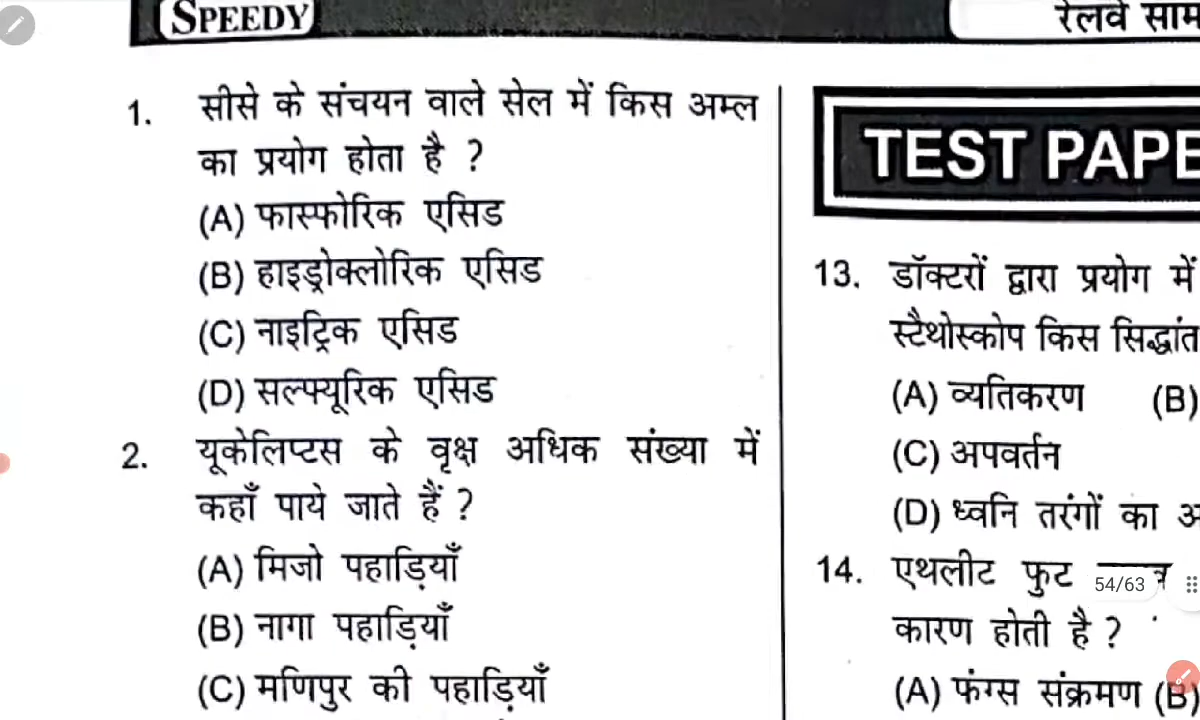 SPEEDY
रेलवे साम
1. सीसे के संचयन वाले सेल में किस अम्ल
का प्रयोग होता है ?
(A) फास्फोरिक एसिड
(B) हाइड्रोक्लोरिक एसिड
(C) नाइट्रिक एसिड
(D) सल्फ्यूरिक एसिड
2. यूकेलिप्टस के वृक्ष अधिक संख्या में
कहाँ पाये जाते हैं ?
(A) मिजो पहाड़ियाँ
(B) नागा पहाड़ियाँ
(C) मणिपुर की पहाड़ियाँ
TEST PAPE
13. डॉक्टरों द्वारा प्रयोग में
स्टैथोस्कोप किस सिद्धांत
(A) व्यतिकरण (B)
(C) अपवर्तन
(D) ध्वनि तरंगों का अ
14. एथलीट फुट
कारण होती है ?
(A) फंग्स संक्रमण (B)
54/63